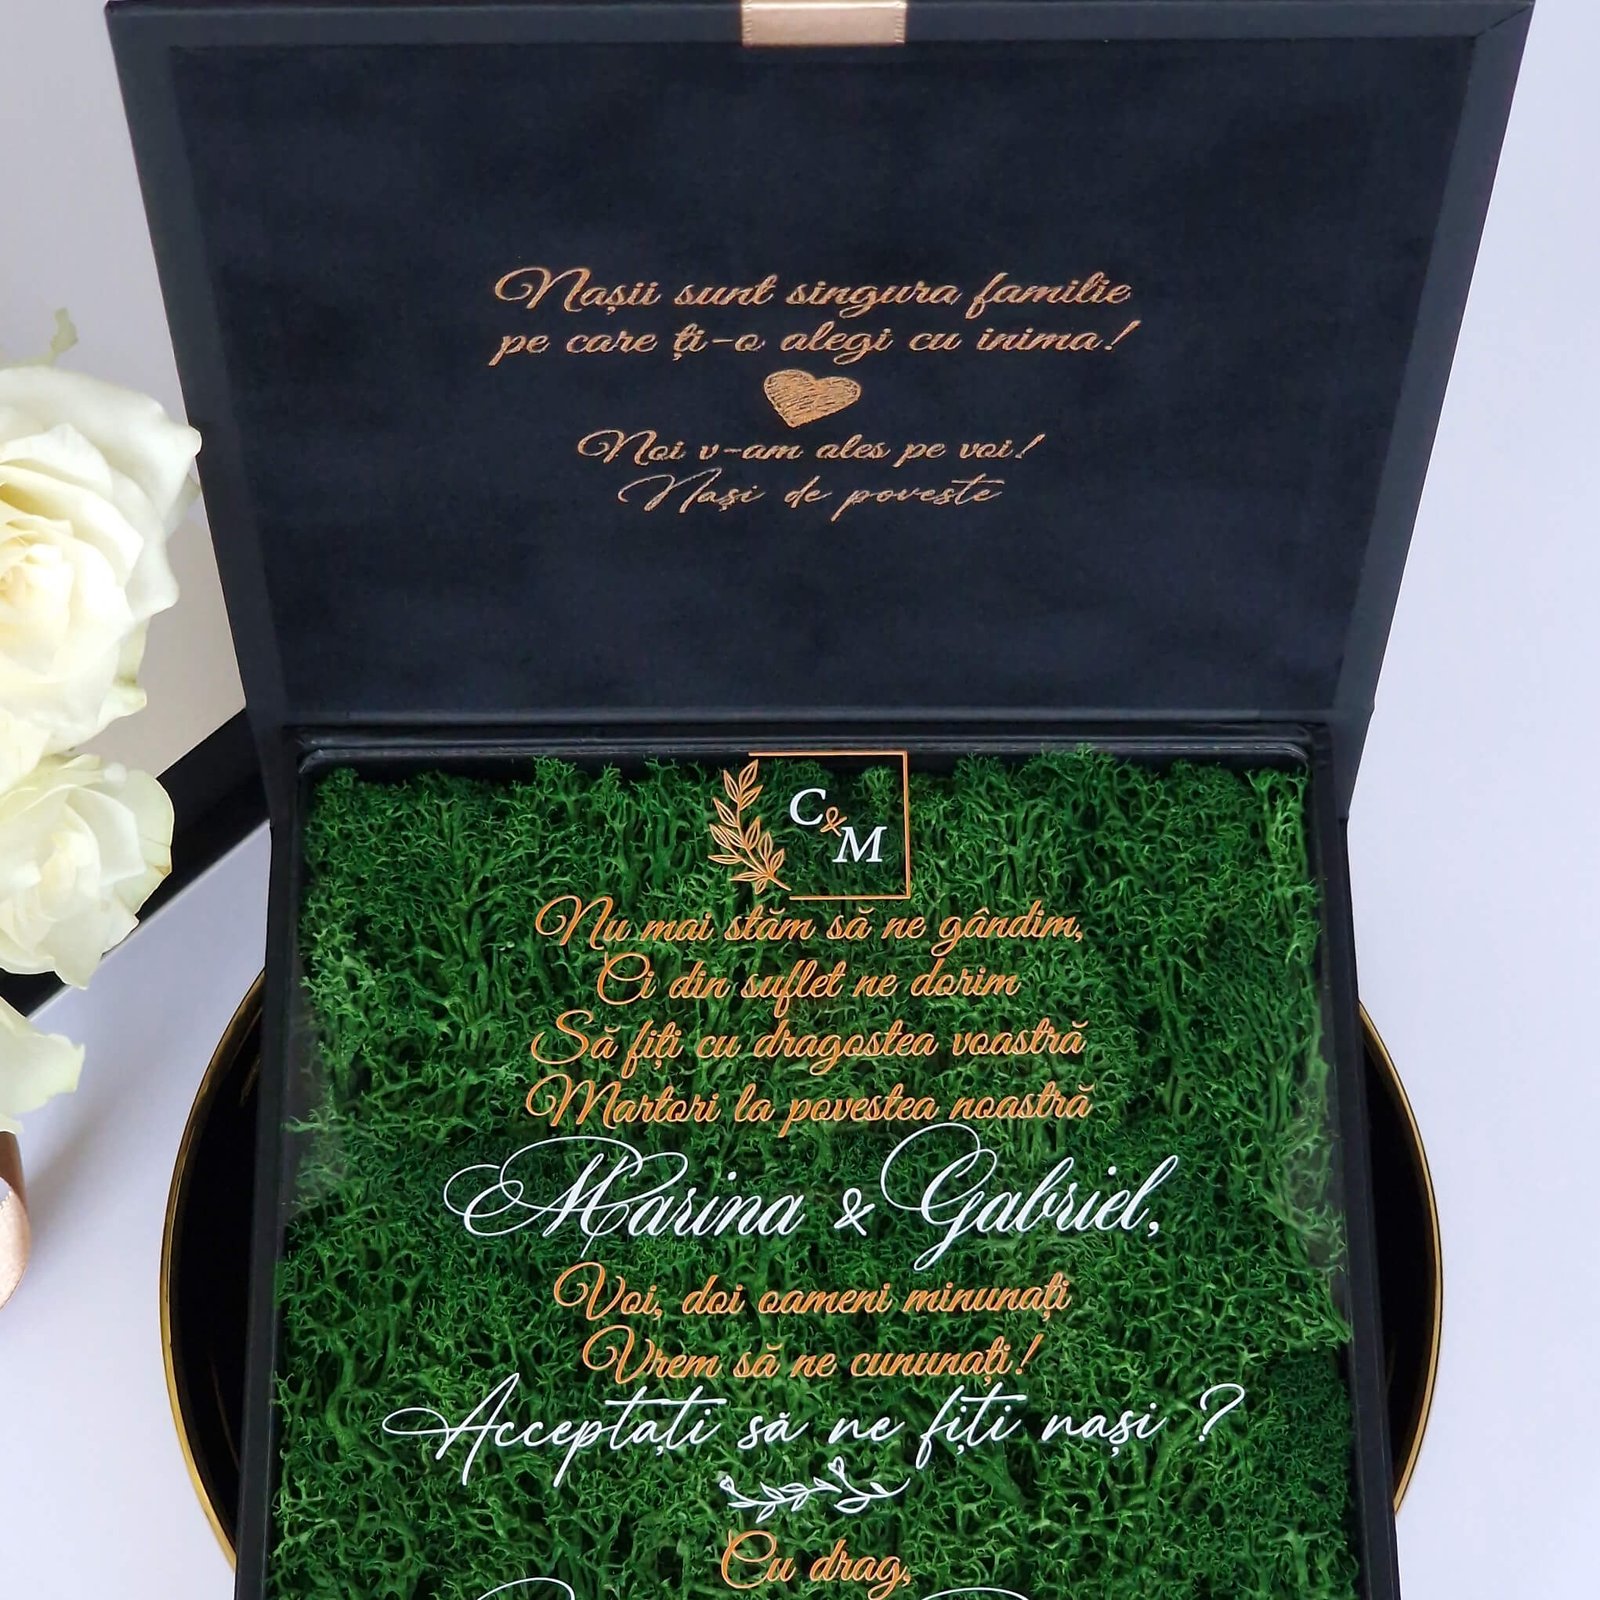 Nașii sunt singura familie
pe care ți-o alegi cu inima!
Noi v-am ales pe voi!
Nași de poveste
C&M
Nu mai stăm să ne gândim,
Ci din suflet ne dorim
Să fiți cu dragostea voastră
Martori la povestea noastră
Marina & Gabriel,
Voi, doi oameni minunați
Vrem să ne cununați!
Acceptați să ne fiți nași ?
Cu drag,